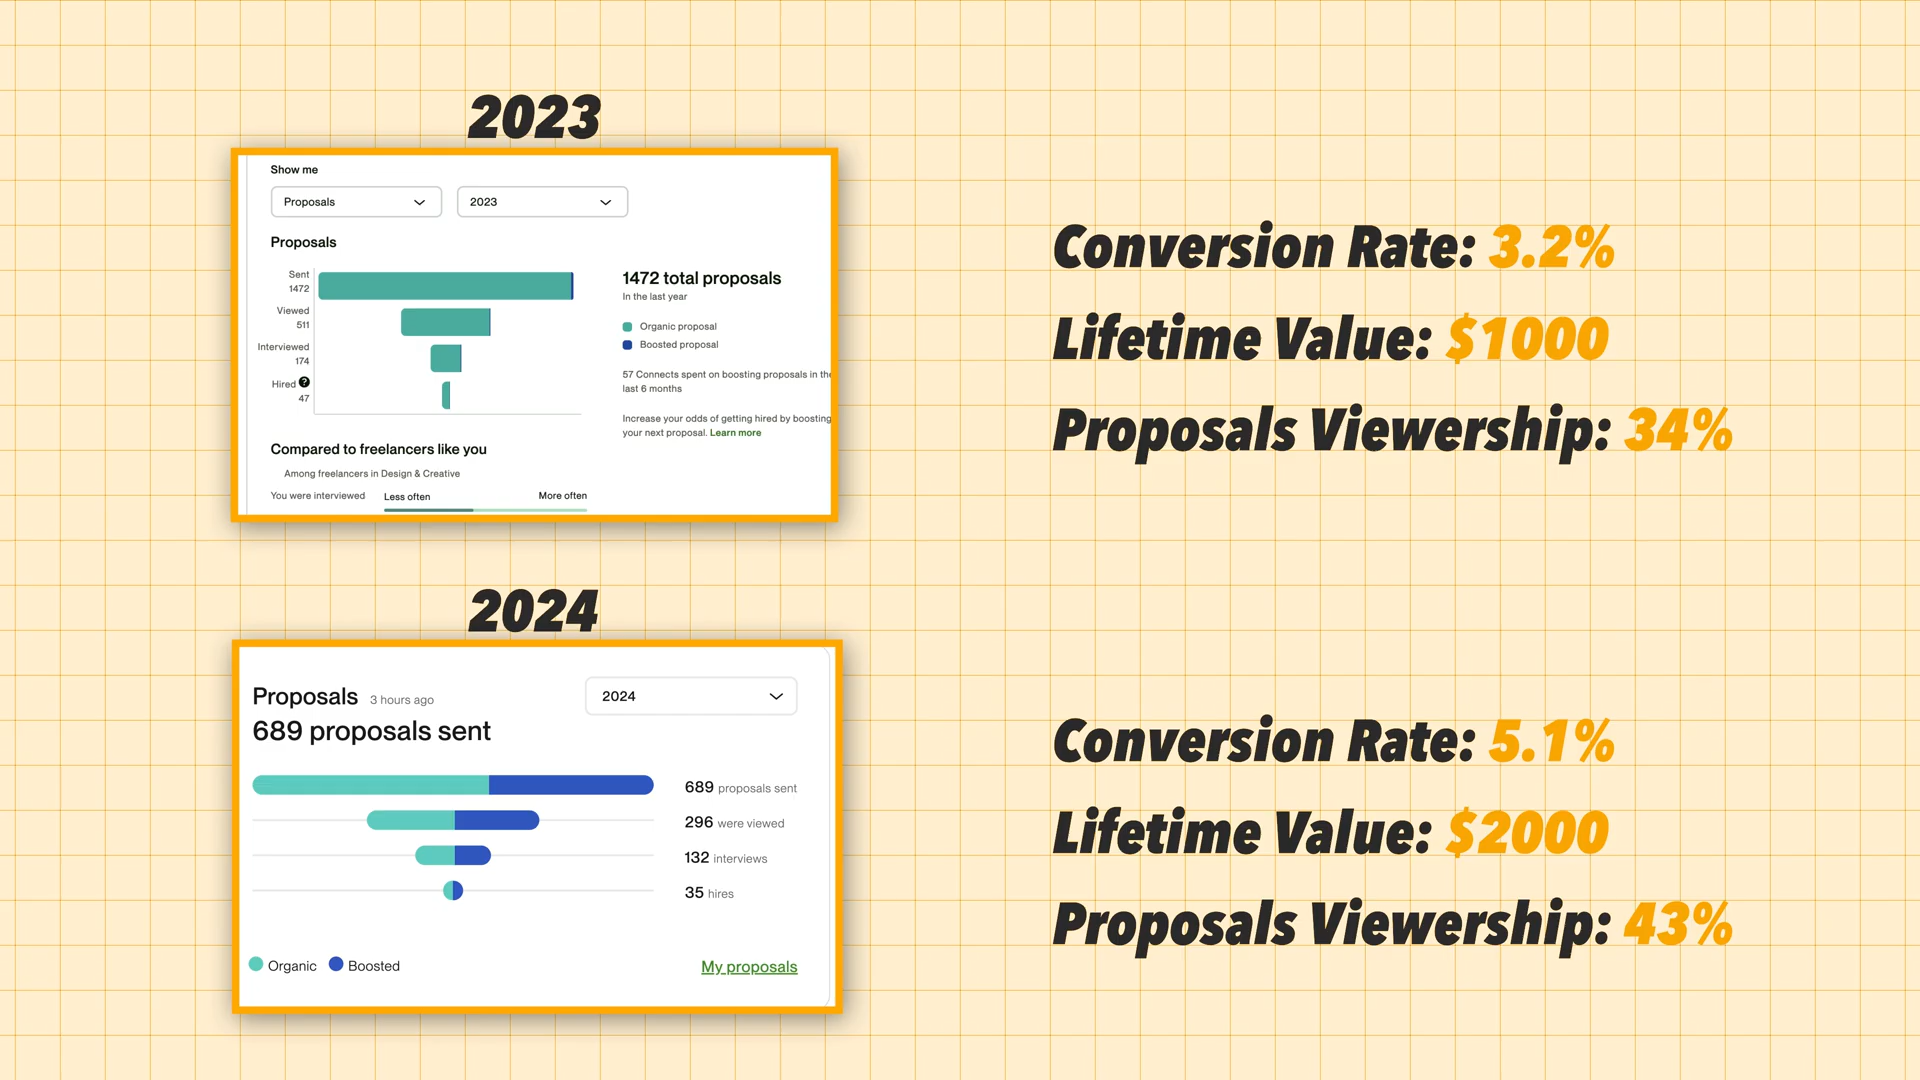 2023
Show me
Proposals
2023
Proposals
Sent
1472
Viewed
511
Interviewed
174
Hired ?
47
1472 total proposals
In the last year
Organic proposal
Boosted proposal
57 Connects spent on boosting proposals in the
last 6 months
Increase your odds of getting hired by boosting
your next proposal. Learn more
Compared to freelancers like you
Among freelancers in Design & Creative
You were interviewed
Less often
More often
Conversion Rate: 3.2%
Lifetime Value: $1000
Proposals Viewership: 34%
2024
Proposals 3 hours ago
2024
689 proposals sent
689 proposals sent
296 were viewed
132 interviews
35 hires
Organic
Boosted
My proposals
Conversion Rate: 5.1%
Lifetime Value: $2000
Proposals Viewership: 43%